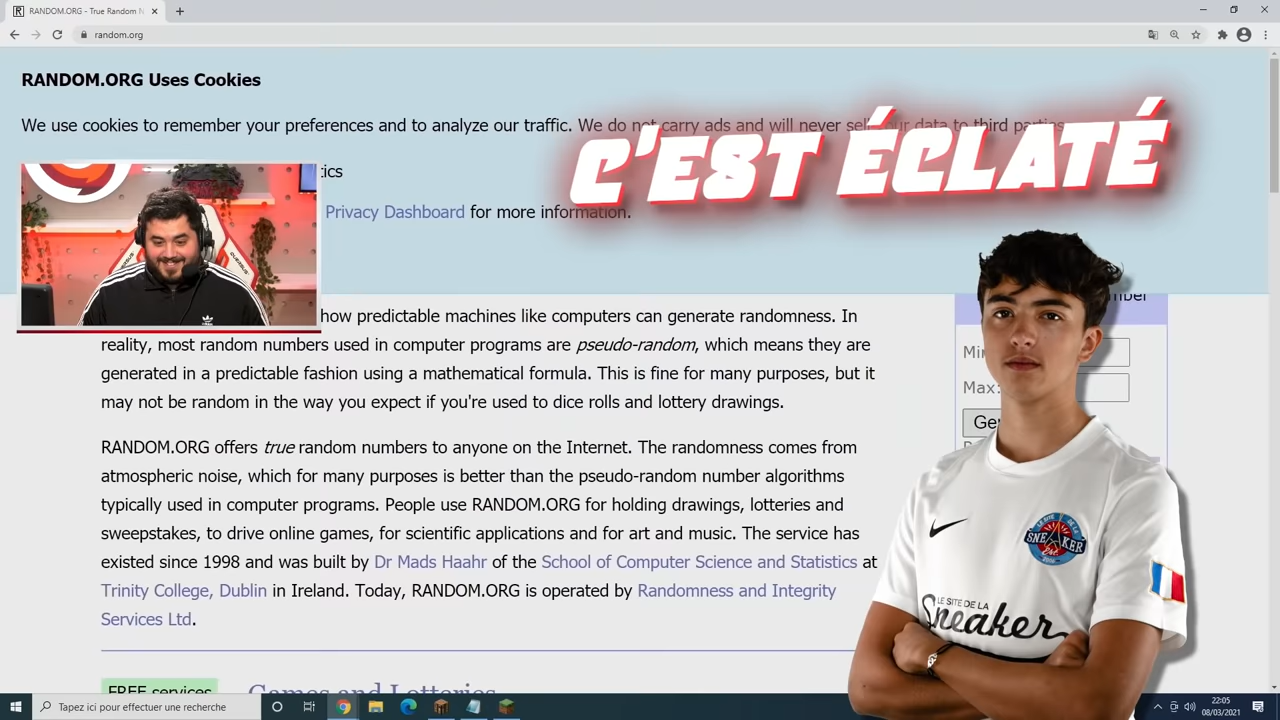 RANDOM.ORG - True Random N
random.org
RANDOM.ORG Uses Cookies
We use cookies to remember your preferences and to analyze our traffic. We do not carry ads and will never sell our data to third parties
C'EST ÉCLATÉ
tics
Privacy Dashboard for more information.
how predictable machines like computers can generate randomness. In
reality, most random numbers used in computer programs are pseudo-random, which means they are
generated in a predictable fashion using a mathematical formula. This is fine for many purposes, but it
may not be random in the way you expect if you're used to dice rolls and lottery drawings.
Max:
RANDOM.ORG offers true random numbers to anyone on the Internet. The randomness comes from
atmospheric noise, which for many purposes is better than the pseudo-random number algorithms
typically used in computer programs. People use RANDOM.ORG for holding drawings, lotteries and
sweepstakes, to drive online games, for scientific applications and for art and music. The service has
existed since 1998 and was built by Dr Mads Haahr of the School of Computer Science and Statistics at
Trinity College, Dublin in Ireland. Today, RANDOM.ORG is operated by Randomness and Integrity
Services Ltd.
SNEAKER
LE SITE DE LA
Sneaker
FREE services
Games and Lotteries
Tapez ici pour effectuer une recherche
22:05
08/03/2021